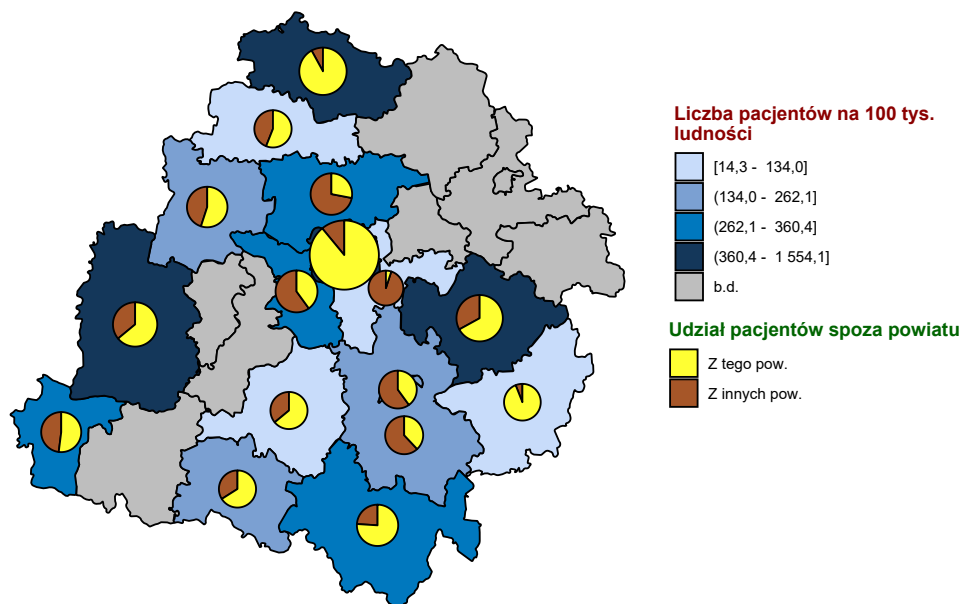 Liczba pacjentów na 100 tys.
ludności
[14,3 - 134,0]
(134,0 - 262,1]
(262,1 - 360,4]
(360,4 - 1 554,1]
b.d.
Udział pacjentów spoza powiatu
Z tego pow.
Z innych pow.